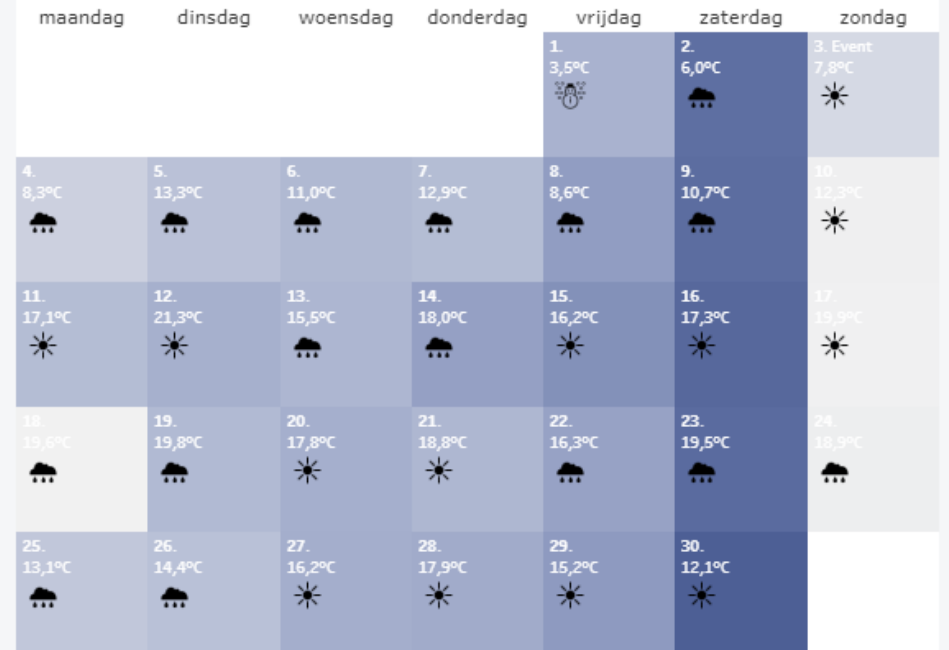 maandag dinsdag woensdag donderdag vrijdag zaterdag zondag
1. 2. 3. Event
3,5ºC 6,0ºC 7,8ºC
4. 5. 6. 7. 8. 9. 10.
8,3ºC 13,3ºC 11,0ºC 12,9ºC 8,6ºC 10,7ºC 12,3ºC
11. 12. 13. 14. 15. 16. 17.
17,1ºC 21,3ºC 15,5ºC 18,0ºC 16,2ºC 17,3ºC 19,9ºC
18. 19. 20. 21. 22. 23. 24.
19,6ºC 19,8ºC 17,8ºC 18,8ºC 16,3ºC 19,5ºC 18,9ºC
25. 26. 27. 28. 29. 30.
13,1ºC 14,4ºC 16,2ºC 17,9ºC 15,2ºC 12,1ºC